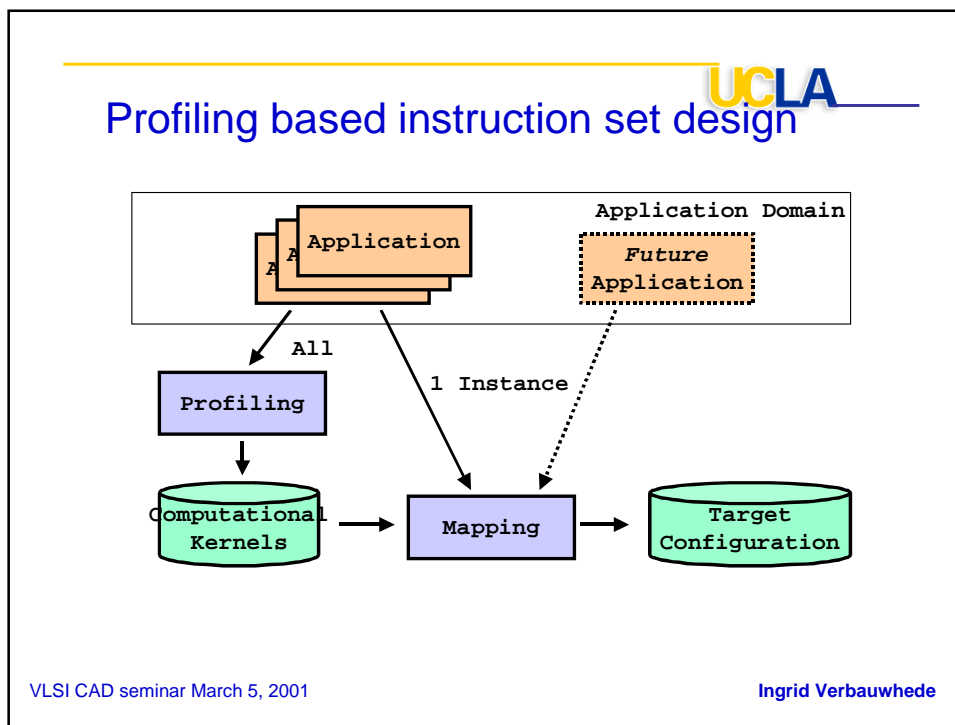 UCLA
Profiling based instruction set design
Application Domain
Application
A
A
Future
Application
All
1 Instance
Profiling
Computational
Kernels
Mapping
Target
Configuration
VLSI CAD seminar March 5, 2001
Ingrid Verbauwhede